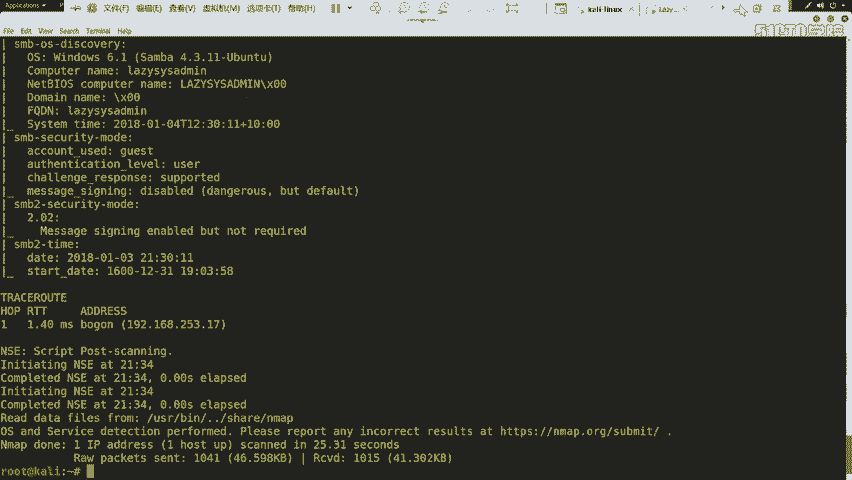 Applications
文件(F) 编辑(E) 查看(V) 虚拟机(M) 选项卡(T) 帮助(H)
kali-linux
File Edit View Search Terminal Help
51CTO学院
| smb-os-discovery:
|   OS: Windows 6.1 (Samba 4.3.11-Ubuntu)
|   Computer name: lazysysadmin
|   NetBIOS computer name: LAZYSYSADMIN\x00
|   Domain name: \x00
|   FQDN: lazysysadmin
|_  System time: 2018-01-04T12:30:11+10:00
| smb-security-mode:
|   account_used: guest
|   authentication_level: user
|   challenge_response: supported
|_  message_signing: disabled (dangerous, but default)
| smb2-security-mode:
|   2.02:
|_    Message signing enabled but not required
| smb2-time:
|   date: 2018-01-03 21:30:11
|_  start_date: 1600-12-31 19:03:58
TRACEROUTE
HOP RTT     ADDRESS
1   1.40 ms bogon (192.168.253.17)
NSE: Script Post-scanning.
Initiating NSE at 21:34
Completed NSE at 21:34, 0.00s elapsed
Initiating NSE at 21:34
Completed NSE at 21:34, 0.00s elapsed
Read data files from: /usr/bin/../share/nmap
OS and Service detection performed. Please report any incorrect results at https://nmap.org/submit/ .
Nmap done: 1 IP address (1 host up) scanned in 25.31 seconds
           Raw packets sent: 1041 (46.598KB) | Rcvd: 1015 (41.302KB)
root@kali:~#